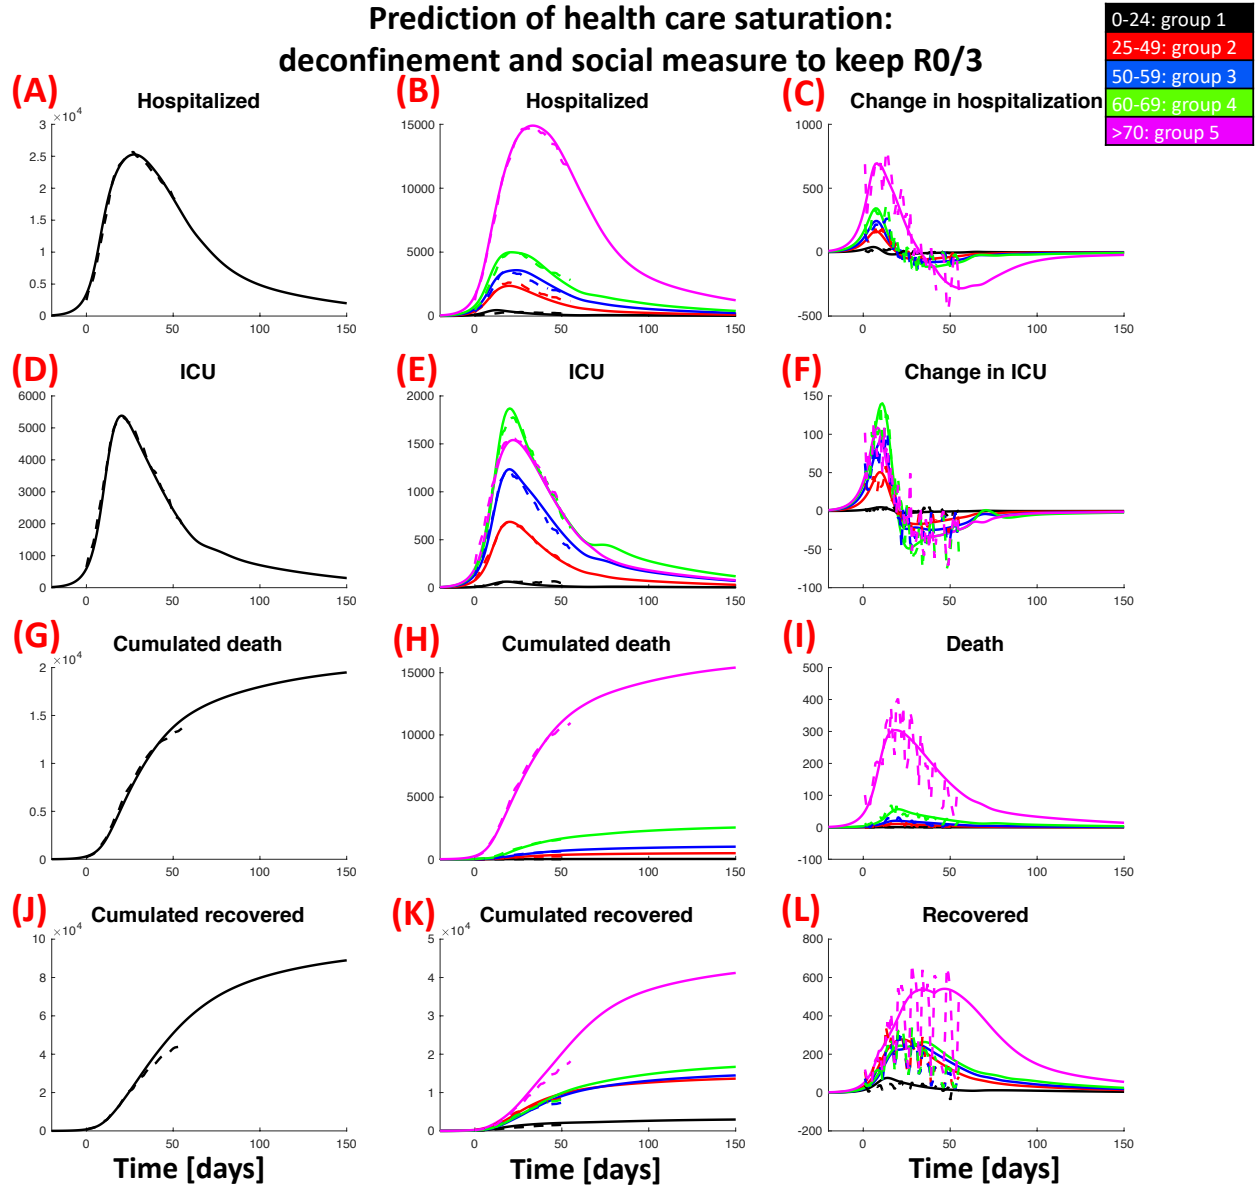 Prediction of health care saturation:
deconfinement and social measure to keep R0/3
0-24: group 1
25-49: group 2
50-59: group 3
60-69: group 4
>70: group 5
(A)
Hospitalized
×10⁴
3
2.5
2
1.5
1
0.5
0
0 50 100 150
(B)
Hospitalized
15000
10000
5000
0
0 50 100 150
(C)
Change in hospitalization
1000
500
0
-500
0 50 100 150
(D)
ICU
6000
5000
4000
3000
2000
1000
0
0 50 100 150
(E)
ICU
2000
1500
1000
500
0
0 50 100 150
(F)
Change in ICU
150
100
50
0
-50
-100
0 50 100 150
(G)
Cumulated death
×10⁴
2
1.5
1
0.5
0
0 50 100 150
(H)
Cumulated death
15000
10000
5000
0
0 50 100 150
(I)
Death
500
400
300
200
100
0
-100
0 50 100 150
(J)
Cumulated recovered
×10⁴
10
8
6
4
2
0
0 50 100 150
Time [days]
(K)
Cumulated recovered
×10⁴
5
4
3
2
1
0
0 50 100 150
Time [days]
(L)
Recovered
800
600
400
200
0
-200
0 50 100 150
Time [days]